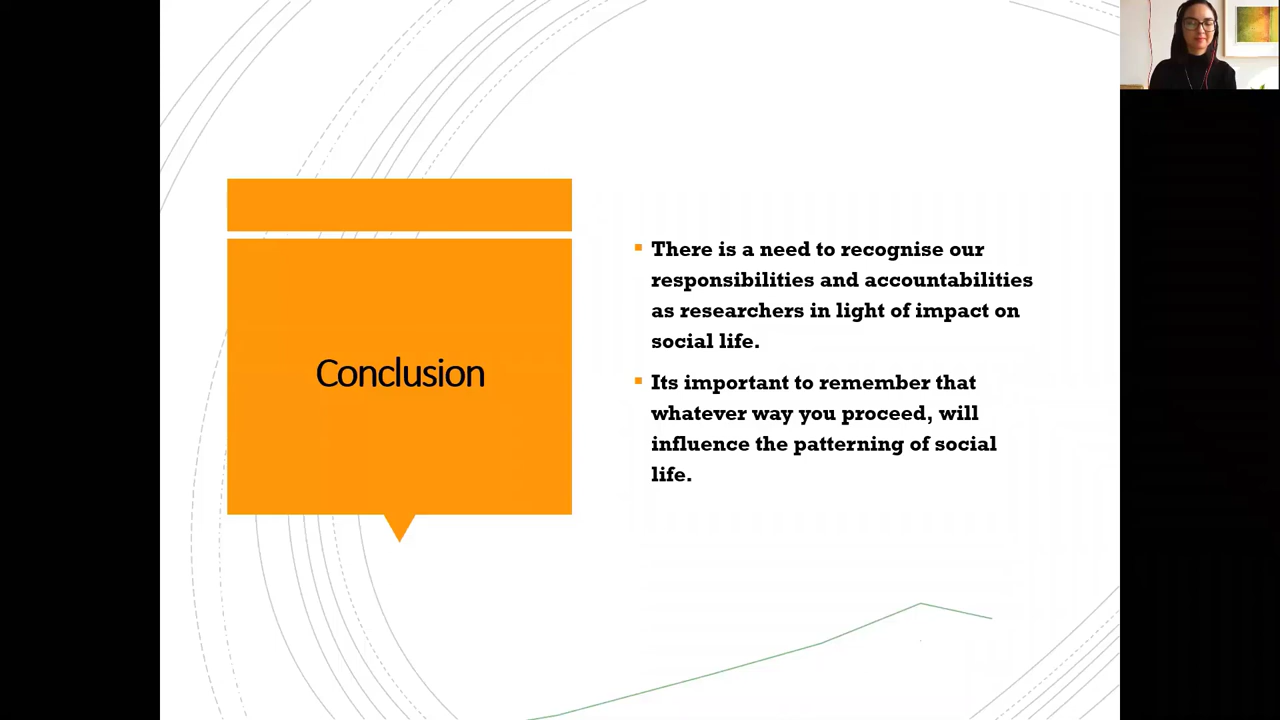 Conclusion
There is a need to recognise our
responsibilities and accountabilities
as researchers in light of impact on
social life.
Its important to remember that
whatever way you proceed, will
influence the patterning of social
life.